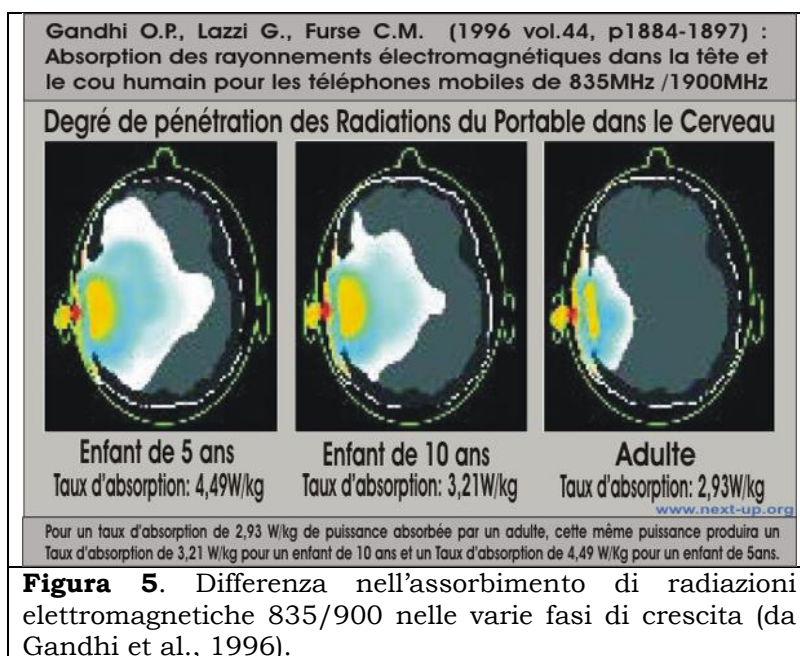 Gandhi O.P., Lazzi G., Furse C.M. (1996 vol.44, p1884-1897) :
Absorption des rayonnements électromagnétiques dans la tête et
le cou humain pour les téléphones mobiles de 835MHz /1900MHz
Degré de pénétration des Radiations du Portable dans le Cerveau
Enfant de 5 ans
Taux d'absorption: 4,49W/kg
Enfant de 10 ans
Taux d'absorption: 3,21W/kg
Adulte
Taux d'absorption: 2,93W/kg
www.next-up.org
Pour un taux d'absorption de 2,93 W/kg de puissance absorbée par un adulte, cette même puissance produira un
Taux d'absorption de 3,21 W/kg pour un enfant de 10 ans et un Taux d'absorption de 4,49 W/Kg pour un enfant de 5ans.
Figura 5. Differenza nell'assorbimento di radiazioni
elettromagnetiche 835/900 nelle varie fasi di crescita (da
Gandhi et al., 1996).